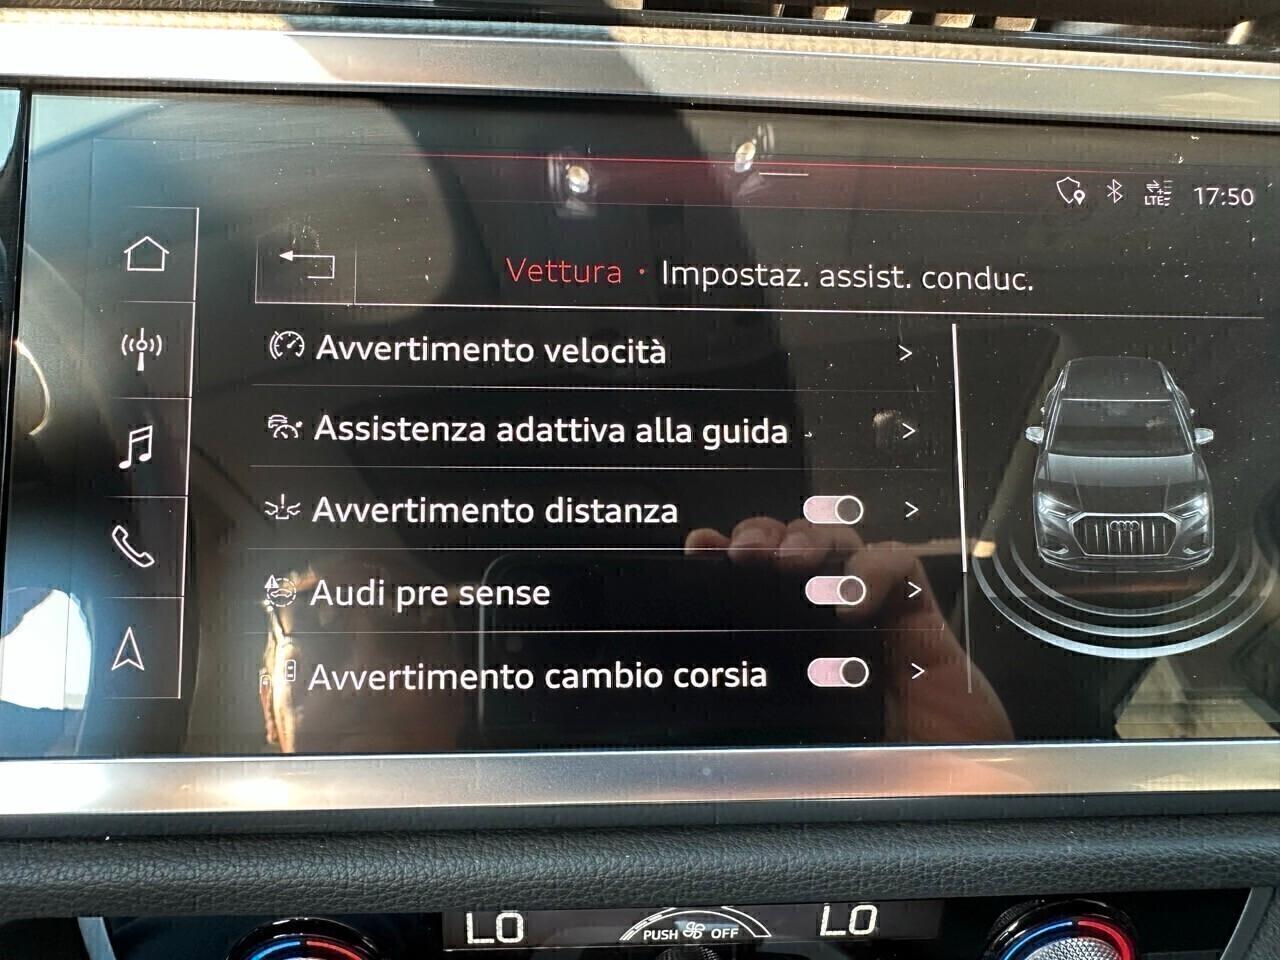 LTE
17:50
Vettura · Impostaz. assist. conduc.
Avvertimento velocità
Assistenza adattiva alla guida
Avvertimento distanza
Audi pre sense
Avvertimento cambio corsia
LO
PUSH OFF
LO